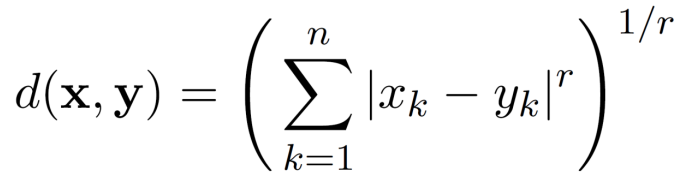 d(𝐱, 𝐲) = ( ∑_{k=1}^{n} |x_k − y_k|^r )^{1/r}